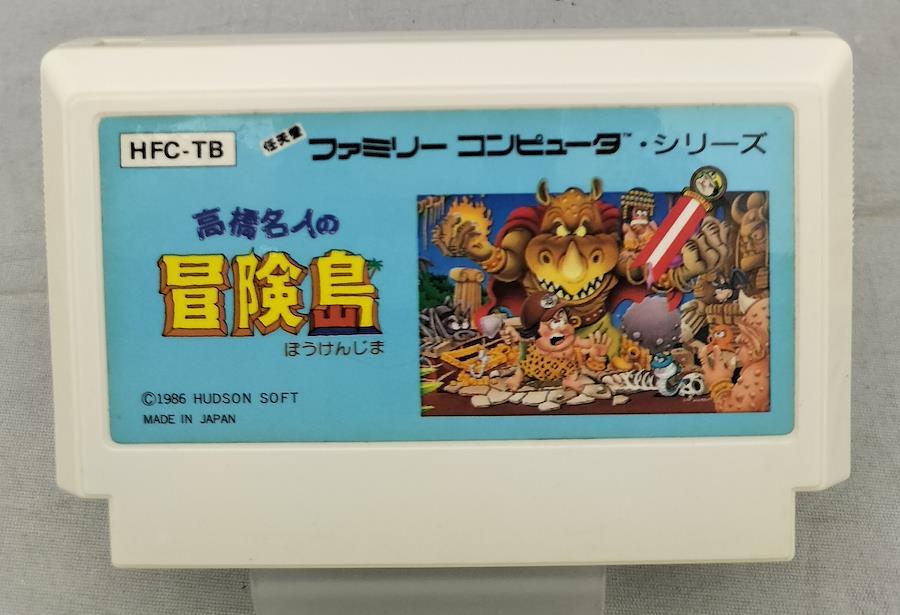 HFC-TB
任天堂 ファミリー コンピュータ™・シリーズ
高橋名人の
冒険島
ぼうけんじま
©1986 HUDSON SOFT
MADE IN JAPAN